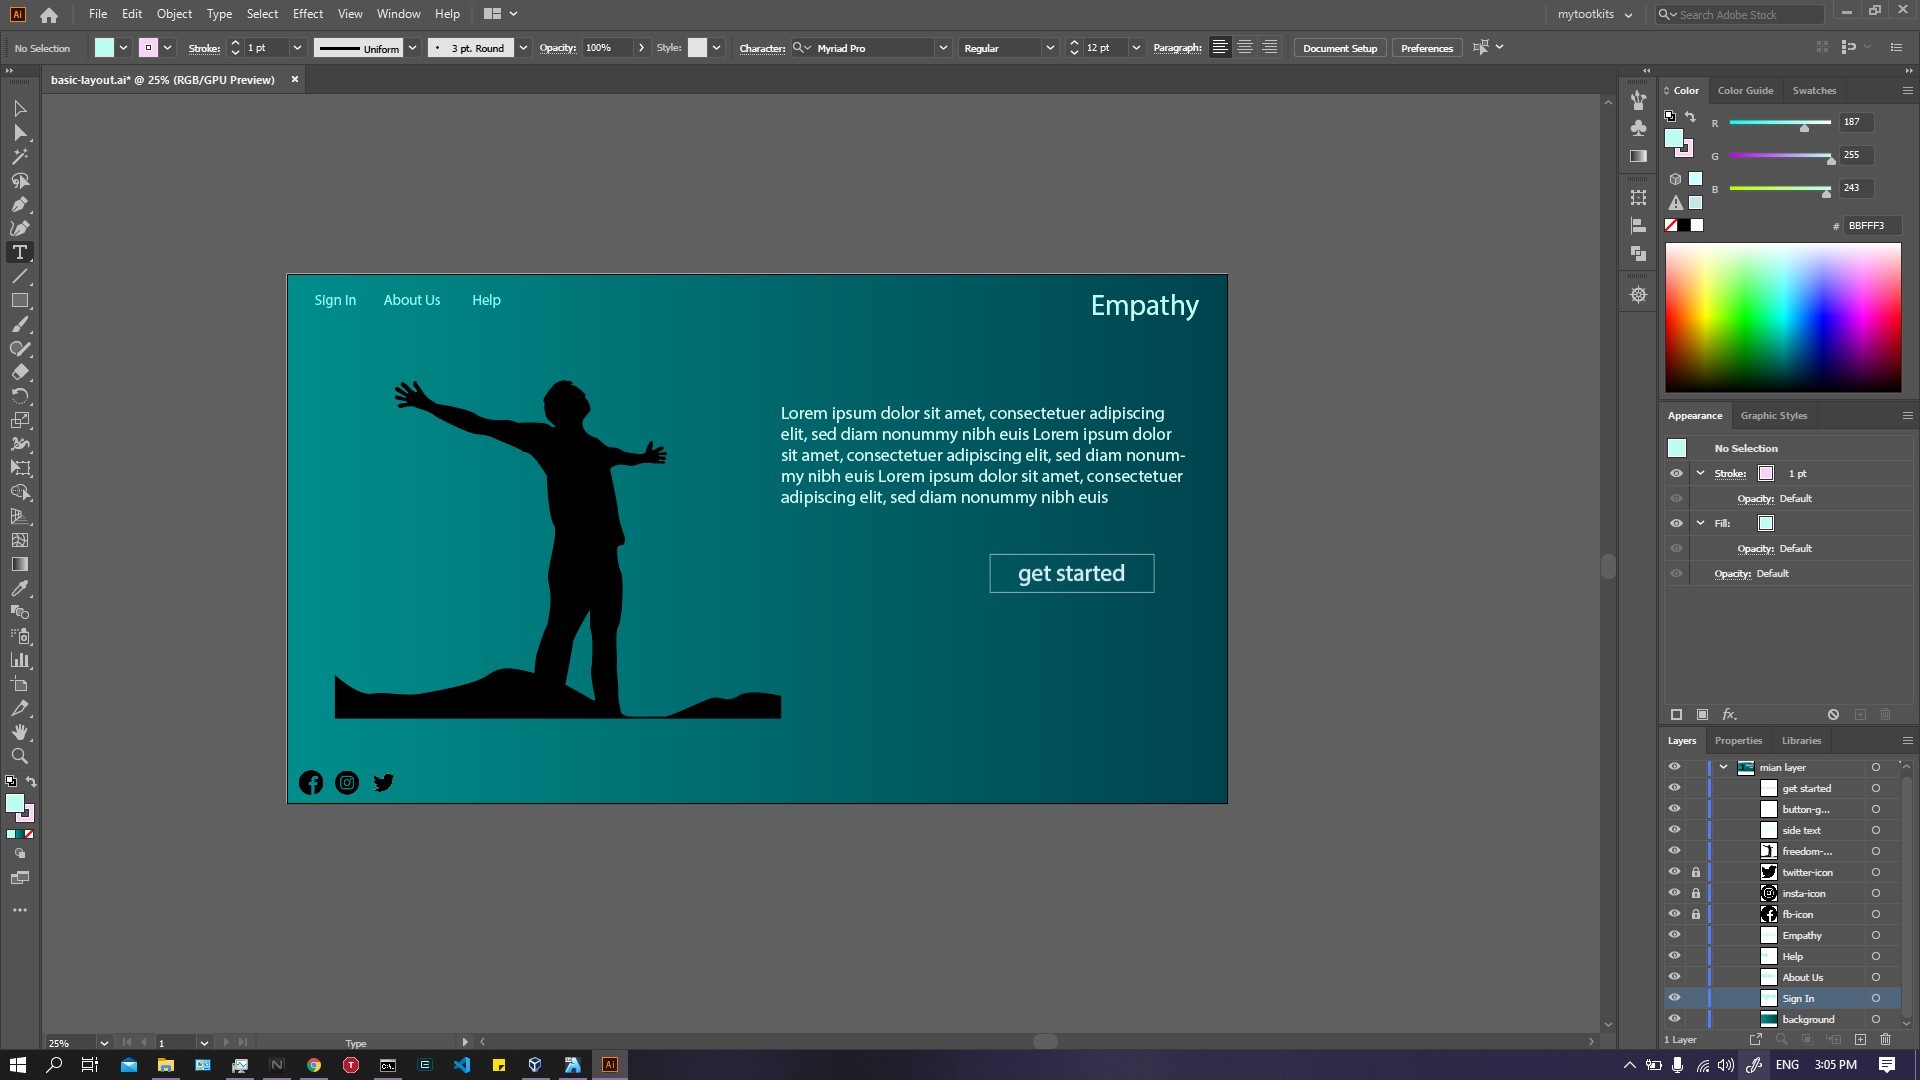 Ai File Edit Object Type Select Effect View Window Help mytootkits Search Adobe Stock
No Selection Stroke: 1 pt Uniform 3 pt. Round Opacity: 100% Style: Character: Myriad Pro Regular 12 pt Paragraph: Document Setup Preferences
basic-layout.ai* @ 25% (RGB/GPU Preview)
Sign In About Us Help Empathy
Lorem ipsum dolor sit amet, consectetuer adipiscing
elit, sed diam nonummy nibh euis Lorem ipsum dolor
sit amet, consectetuer adipiscing elit, sed diam nonum-
my nibh euis Lorem ipsum dolor sit amet, consectetuer
adipiscing elit, sed diam nonummy nibh euis
get started
Color Color Guide Swatches
R 187
G 255
B 243
# BBFFF3
Appearance Graphic Styles
No Selection
Stroke: 1 pt
Opacity: Default
Fill:
Opacity: Default
Opacity: Default
fx.
Layers Properties Libraries
mian layer
get started
button-g...
side text
freedom-...
twitter-icon
insta-icon
fb-icon
Empathy
Help
About Us
Sign In
background
1 Layer
25% 1 Type
Ai ENG 3:05 PM